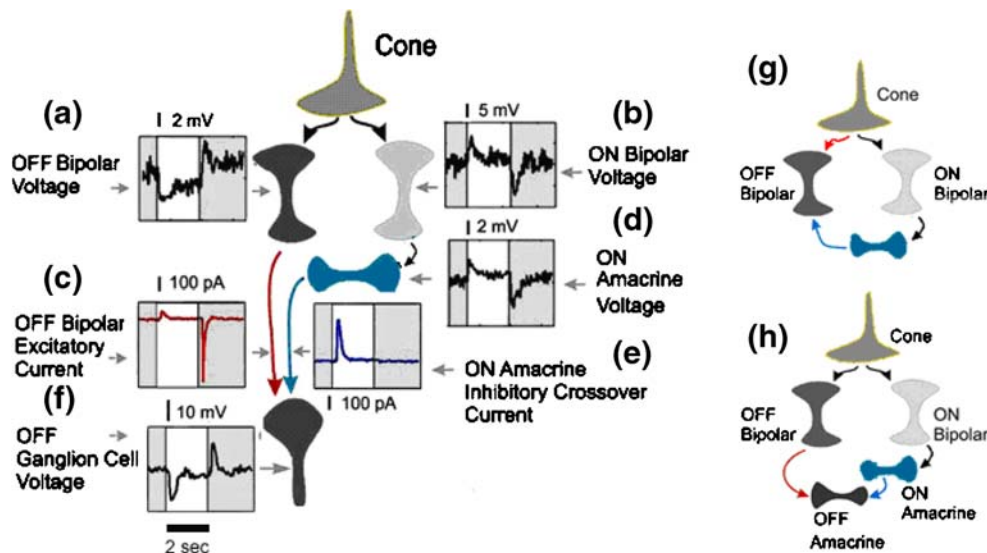 Cone
(a)
2 mV
OFF Bipolar
Voltage
(b)
5 mV
ON Bipolar
Voltage
(c)
100 pA
OFF Bipolar
Excitatory
Current
(d)
2 mV
ON
Amacrine
Voltage
(e)
ON Amacrine
Inhibitory Crossover
Current
100 pA
(f)
10 mV
OFF
Ganglion Cell
Voltage
2 sec
(g)
Cone
OFF
Bipolar
ON
Bipolar
(h)
Cone
OFF
Bipolar
ON
Bipolar
ON
Amacrine
OFF
Amacrine